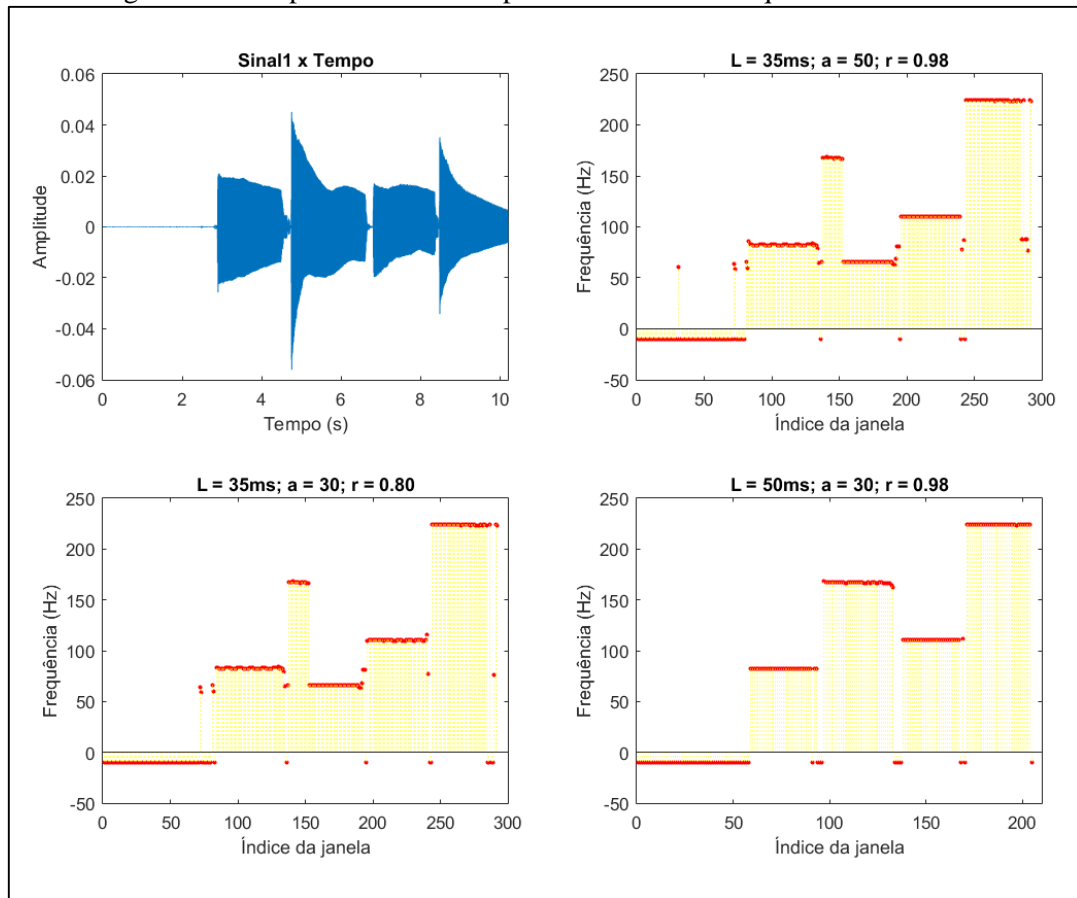 Sinal1 x Tempo
0.06
0.04
0.02
0
-0.02
-0.04
-0.06
Amplitude
0 2 4 6 8 10
Tempo (s)
L = 35ms; a = 50; r = 0.98
250
200
150
100
50
0
-50
Frequência (Hz)
0 50 100 150 200 250 300
Índice da janela
L = 35ms; a = 30; r = 0.80
250
200
150
100
50
0
-50
Frequência (Hz)
0 50 100 150 200 250 300
Índice da janela
L = 50ms; a = 30; r = 0.98
250
200
150
100
50
0
-50
Frequência (Hz)
0 50 100 150 200
Índice da janela